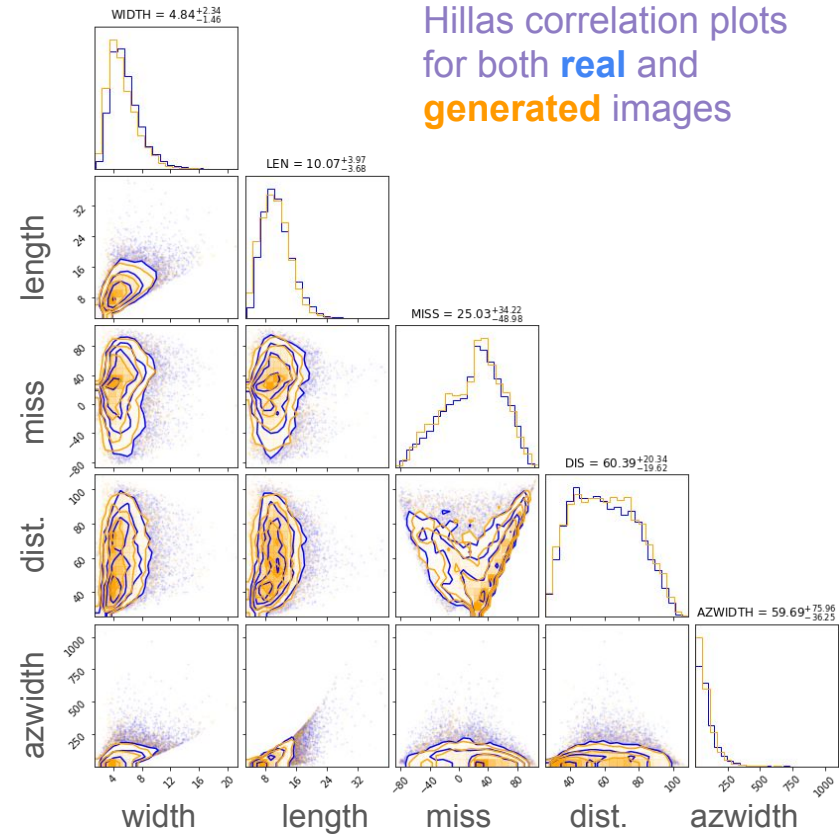 Hillas correlation plots
for both real and
generated images
WIDTH = 4.84+2.34−1.46
LEN = 10.07+3.97−3.68
length
32
24
16
8
MISS = 25.03+34.22−48.98
miss
80
40
0
−40
−80
DIS = 60.39+20.34−19.62
dist.
100
80
60
40
AZWIDTH = 59.69+75.96−36.25
azwidth
1000
750
500
250
4 8 12 16 20
8 16 24 32
−80 −40 0 40 80
40 60 80 100
250 500 750 1000
width length miss dist. azwidth